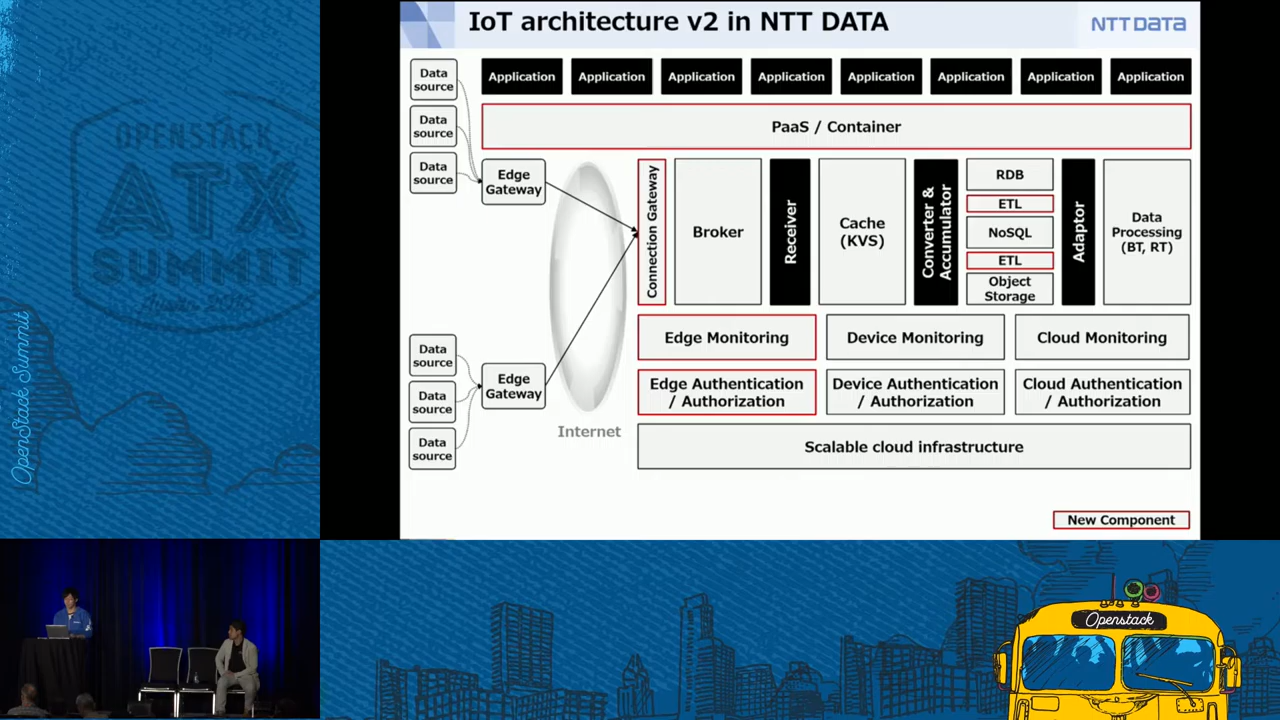 IoT architecture v2 in NTT DATA
NTT DATA
Data
source
Data
source
Data
source
Application
Application
Application
Application
Application
Application
Application
Application
PaaS / Container
Edge
Gateway
Connection Gateway
Broker
Receiver
Cache
(KVS)
Converter &
Accumulator
RDB
ETL
NoSQL
ETL
Object
Storage
Adaptor
Data
Processing
(BT, RT)
Data
source
Data
source
Data
source
Edge
Gateway
Internet
Edge Monitoring
Device Monitoring
Cloud Monitoring
Edge Authentication
/ Authorization
Device Authentication
/ Authorization
Cloud Authentication
/ Authorization
Scalable cloud infrastructure
New Component
OPENSTACK
ATX
SUMMIT
OpenStack Summit
Openstack